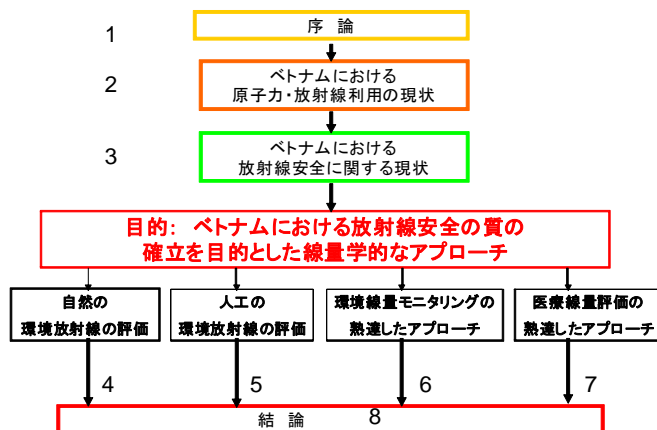 1
序 論
2
ベトナムにおける
原子力・放射線利用の現状
3
ベトナムにおける
放射線安全に関する現状
目的： ベトナムにおける放射線安全の質の
確立を目的とした線量学的なアプローチ
自然の
環境放射線の評価
人工の
環境放射線の評価
環境線量モニタリングの
熟達したアプローチ
医療線量評価の
熟達したアプローチ
4
5
6
7
結 論
8